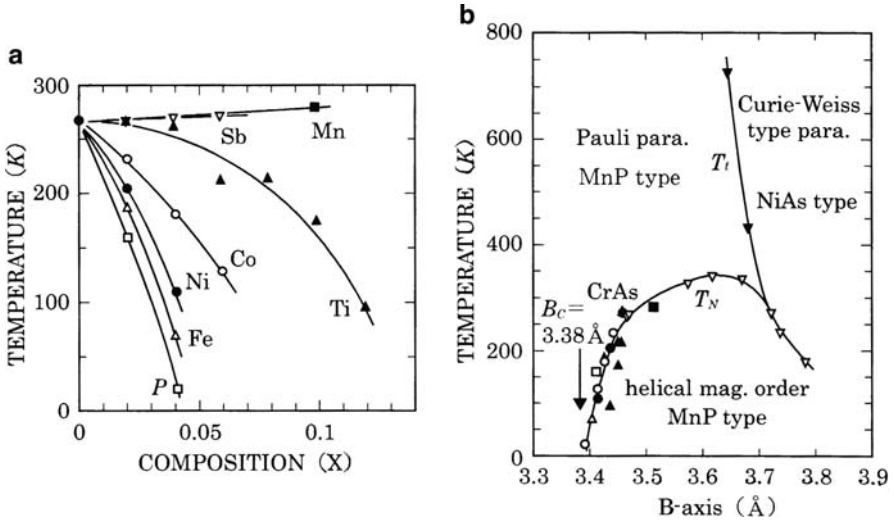 a
TEMPERATURE (K)
300
200
100
0
Sb
Mn
Ni
Co
Fe
Ti
P
0
0.05
0.1
COMPOSITION (X)
b
TEMPERATURE (K)
800
600
400
200
0
Pauli para.
MnP type
Curie-Weiss
type para.
Tt
NiAs type
CrAs
TN
BC=
3.38 Å
helical mag. order
MnP type
3.3 3.4 3.5 3.6 3.7 3.8 3.9
B-axis (Å)